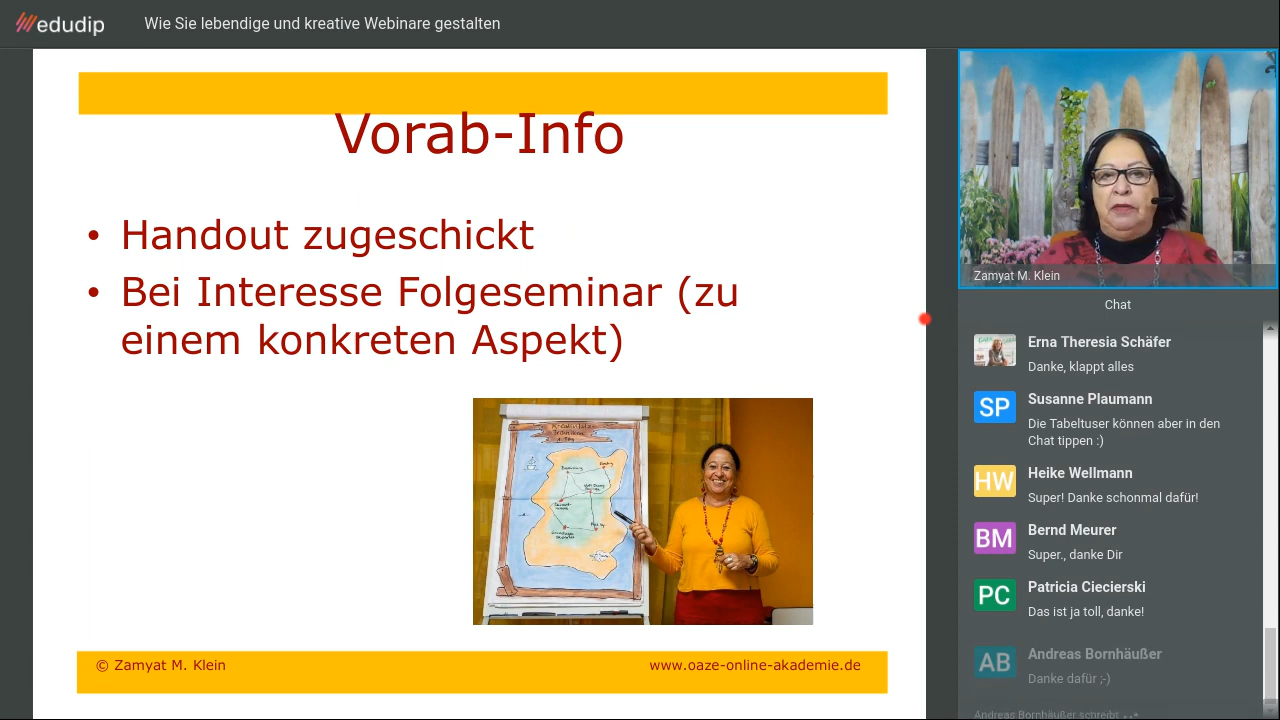 edudip
Wie Sie lebendige und kreative Webinare gestalten
Vorab-Info
• Handout zugeschickt
• Bei Interesse Folgeseminar (zu
einem konkreten Aspekt)
© Zamyat M. Klein
www.oaze-online-akademie.de
Zamyat M. Klein
Chat
Erna Theresia Schäfer
Danke, klappt alles
SP
Susanne Plaumann
Die Tabeltuser können aber in den
Chat tippen :)
HW
Heike Wellmann
Super! Danke schonmal dafür!
BM
Bernd Meurer
Super., danke Dir
PC
Patricia Ciecierski
Das ist ja toll, danke!
AB
Andreas Bornhäußer
Danke dafür ;-)
Andreas Bornhäußer schreibt